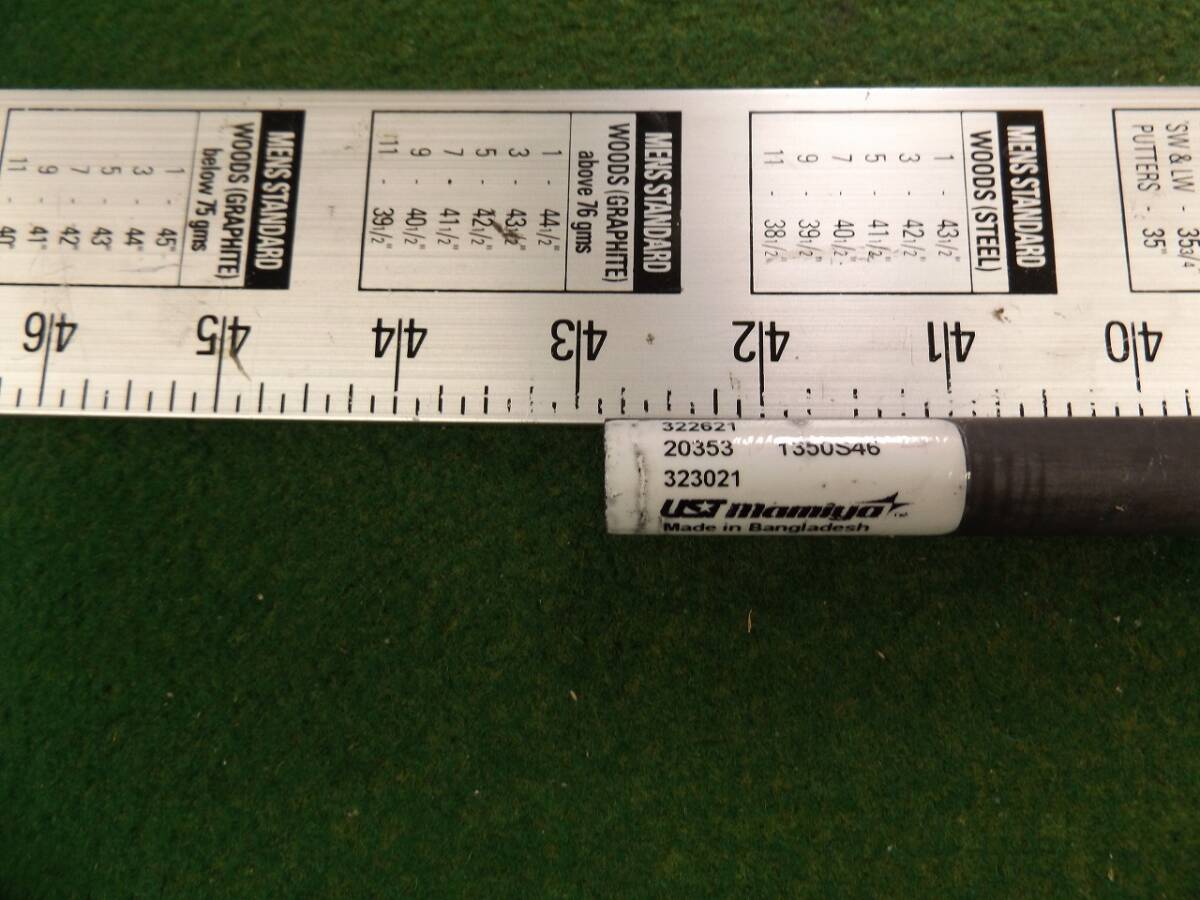 MEN'S STANDARD
WOODS (GRAPHITE)
below 75 gms
1 - 45"
3 - 44"
5 - 43"
7 - 42"
9 - 41"
11 - 40"
MEN'S STANDARD
WOODS (GRAPHITE)
above 76 gms
1 - 44 1/2"
3 - 43 1/2"
5 - 42 1/2"
7 - 41 1/2"
9 - 40 1/2"
11 - 39 1/2"
MEN'S STANDARD
WOODS (STEEL)
1 - 43 1/2"
3 - 42 1/2"
5 - 41 1/2"
7 - 40 1/2"
9 - 39 1/2"
11 - 38 1/2"
SW & LW - 35 3/4"
PUTTERS - 35"
46 45 44 43 42 41 40
322621
20353 1350S46
323021
UST Mamiya
Made in Bangladesh